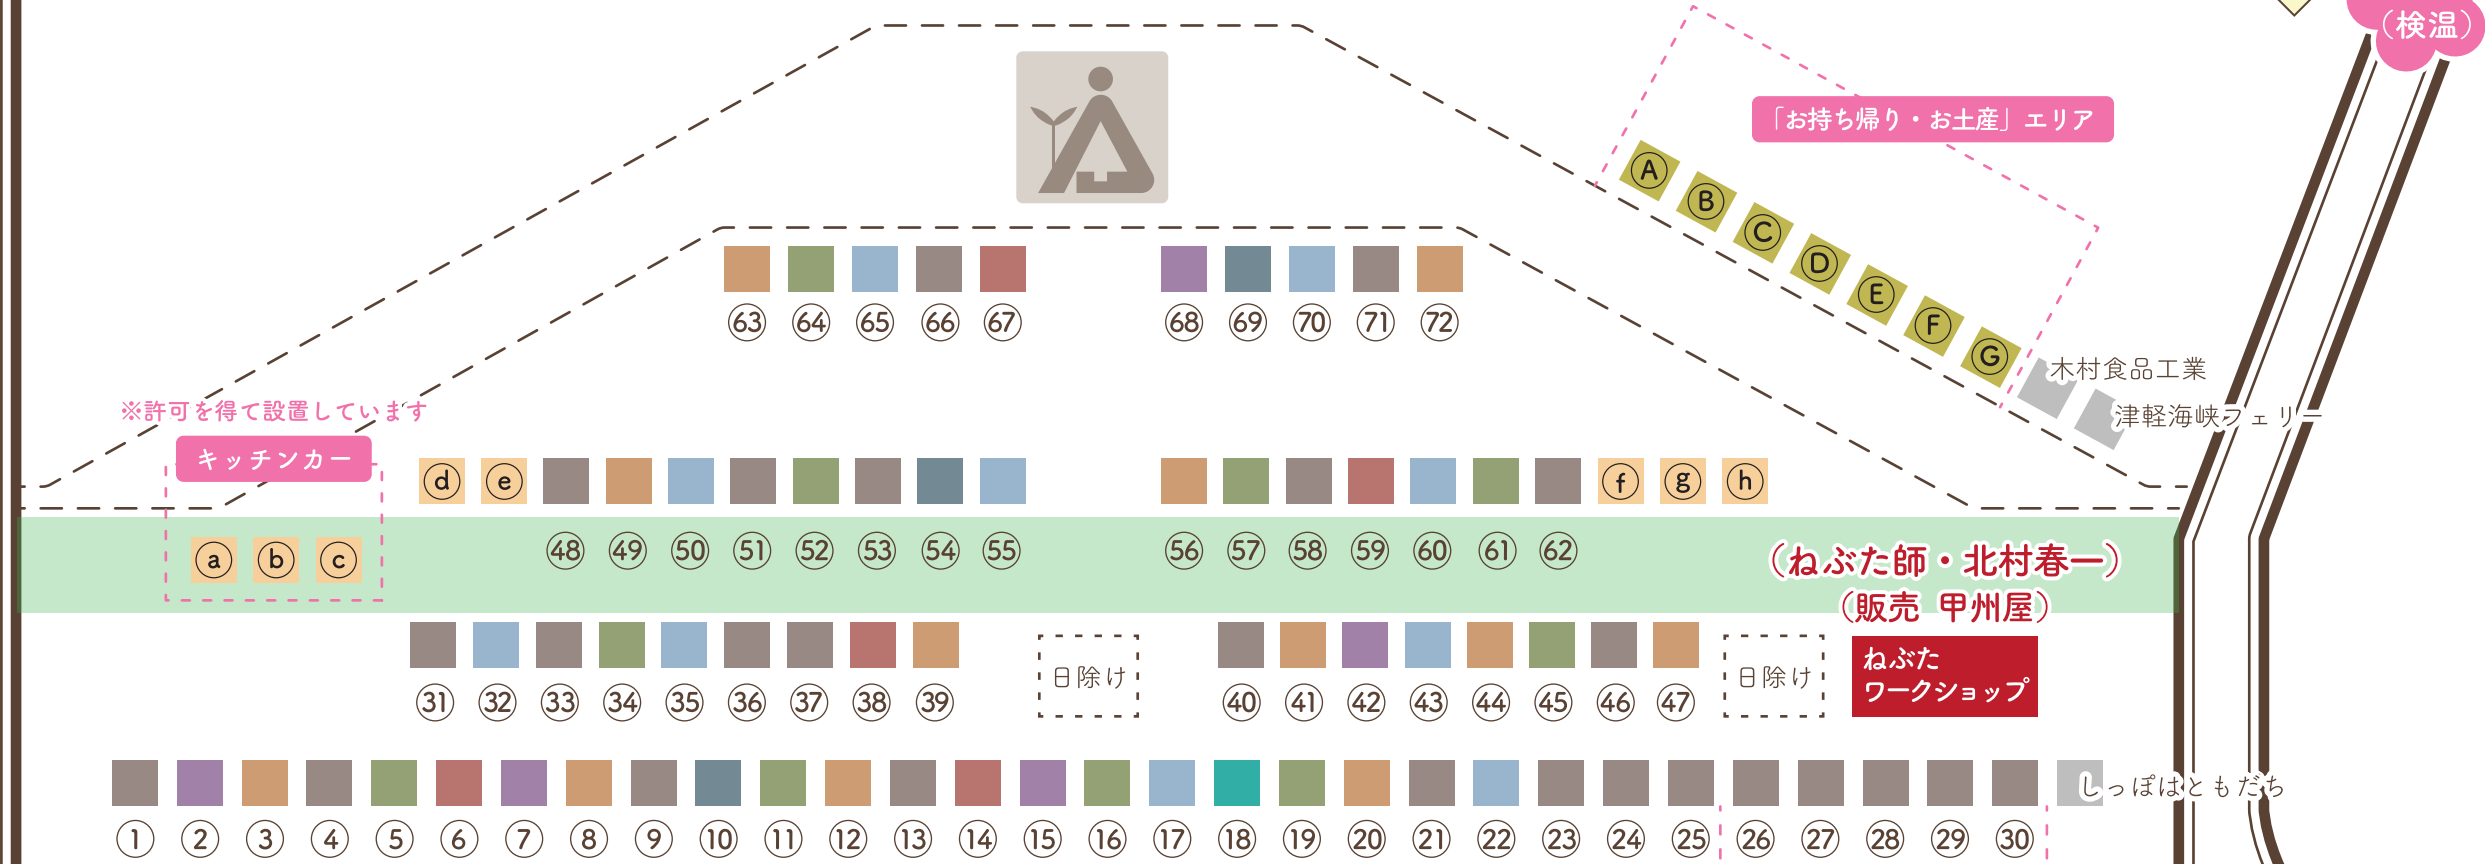 (検温)
「お持ち帰り・お土産」エリア
A B C D E F G
木村食品工業
津軽海峡フェリー
63 64 65 66 67 68 69 70 71 72
※許可を得て設置しています
キッチンカー
d e f g h
a b c
48 49 50 51 52 53 54 55 56 57 58 59 60 61 62
(ねぶた師・北村春一)
(販売 甲州屋)
ねぶた
ワークショップ
日除け 日除け
31 32 33 34 35 36 37 38 39 40 41 42 43 44 45 46 47
しっぽはともだち
1 2 3 4 5 6 7 8 9 10 11 12 13 14 15 16 17 18 19 20 21 22 23 24 25 26 27 28 29 30